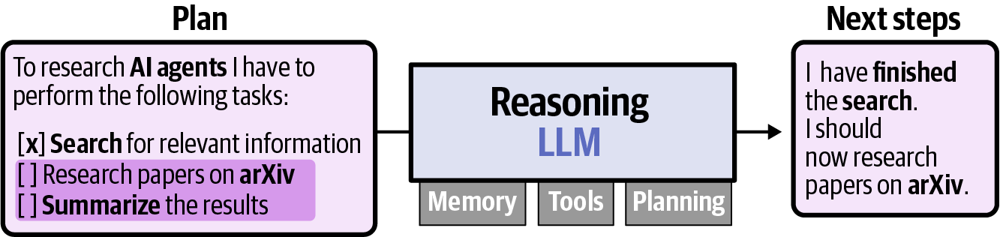 Plan
To research AI agents I have to
perform the following tasks:
[x] Search for relevant information
[ ] Research papers on arXiv
[ ] Summarize the results
Reasoning
LLM
Memory
Tools
Planning
Next steps
I have finished
the search.
I should
now research
papers on arXiv.